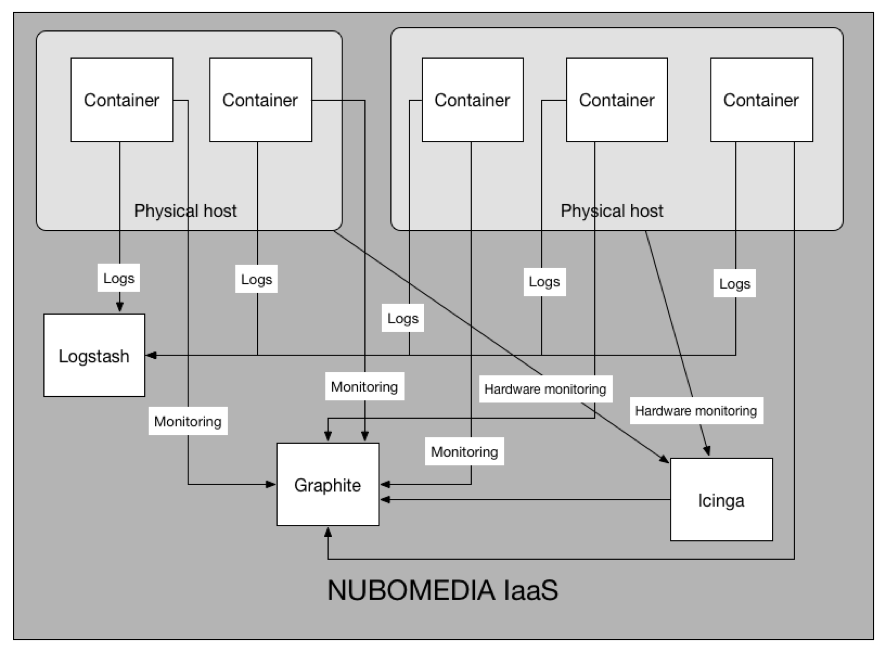 Container
Container
Container
Container
Container
Physical host
Physical host
Logs
Logs
Logs
Logs
Logs
Logstash
Monitoring
Hardware monitoring
Hardware monitoring
Monitoring
Monitoring
Graphite
Icinga
NUBOMEDIA IaaS